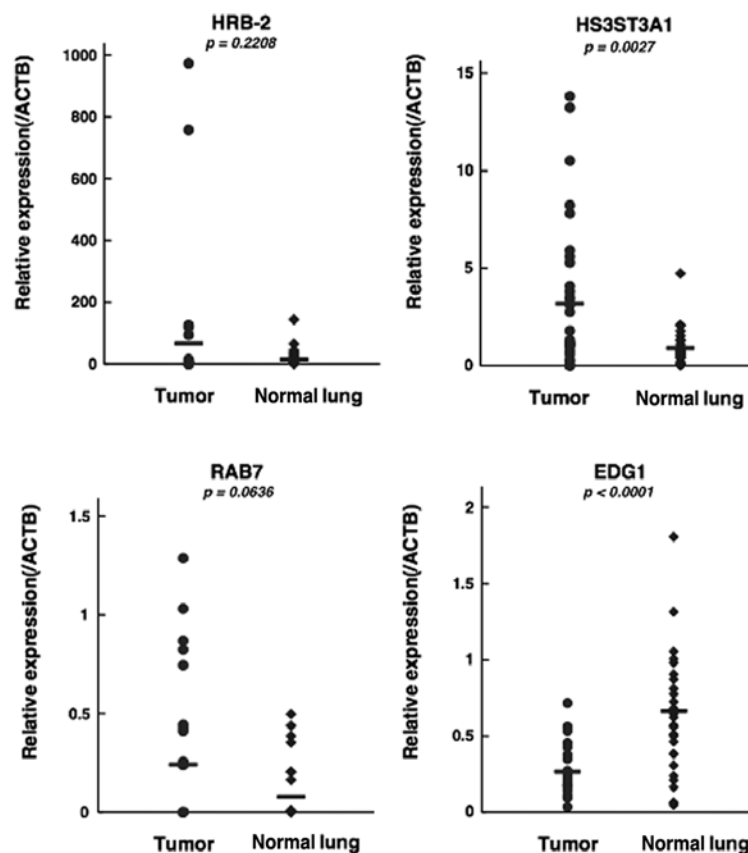 HRB-2
p = 0.2208
Relative expression(/ACTB)
1000
800
600
400
200
0
Tumor
Normal lung
HS3ST3A1
p = 0.0027
Relative expression(/ACTB)
15
10
5
0
Tumor
Normal lung
RAB7
p = 0.0636
Relative expression(/ACTB)
1.5
1
0.5
0
Tumor
Normal lung
EDG1
p < 0.0001
Relative expression(/ACTB)
2
1.5
1
0.5
0
Tumor
Normal lung